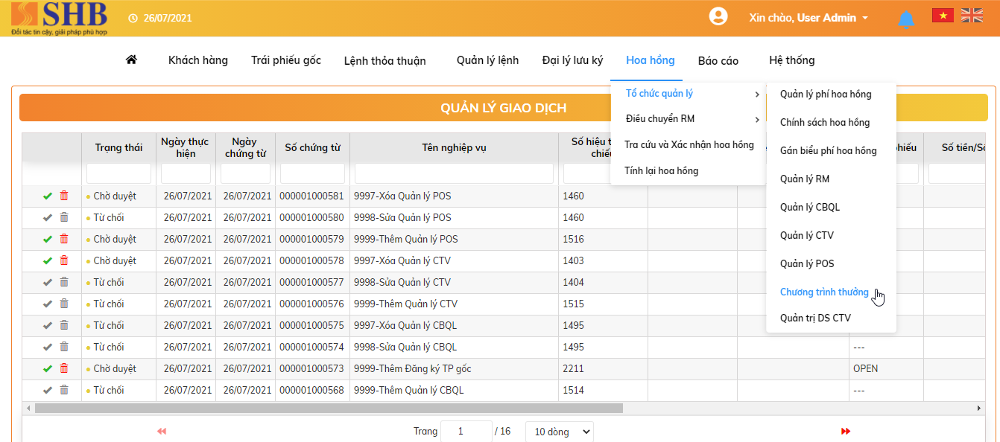 SHB
Đối tác tin cậy, giải pháp phù hợp
26/07/2021
Xin chào, User Admin
Khách hàng Trái phiếu gốc Lệnh thỏa thuận Quản lý lệnh Đại lý lưu ký Hoa hồng Báo cáo Hệ thống
Tổ chức quản lý
Điều chuyển RM
Tra cứu và Xác nhận hoa hồng
Tính lại hoa hồng
Quản lý phí hoa hồng
Chính sách hoa hồng
Gán biểu phí hoa hồng
Quản lý RM
Quản lý CBQL
Quản lý CTV
Quản lý POS
Chương trình thưởng
Quản trị DS CTV
QUẢN LÝ GIAO DỊCH
Trạng thái Ngày thực hiện Ngày chứng từ Số chứng từ Tên nghiệp vụ Số hiệu chiếu Số tiền/Số
Chờ duyệt 26/07/2021 26/07/2021 000001000581 9997-Xóa Quản lý POS 1460
Từ chối 26/07/2021 26/07/2021 000001000580 9998-Sửa Quản lý POS 1460
Chờ duyệt 26/07/2021 26/07/2021 000001000579 9999-Thêm Quản lý POS 1516
Chờ duyệt 26/07/2021 26/07/2021 000001000578 9997-Xóa Quản lý CTV 1403
Từ chối 26/07/2021 26/07/2021 000001000577 9998-Sửa Quản lý CTV 1404
Từ chối 26/07/2021 26/07/2021 000001000576 9999-Thêm Quản lý CTV 1515
Từ chối 26/07/2021 26/07/2021 000001000575 9997-Xóa Quản lý CBQL 1495
Từ chối 26/07/2021 26/07/2021 000001000574 9998-Sửa Quản lý CBQL 1495 ---
Chờ duyệt 26/07/2021 26/07/2021 000001000573 9999-Thêm Đăng ký TP gốc 2211 OPEN
Từ chối 26/07/2021 26/07/2021 000001000568 9999-Thêm Quản lý CBQL 1514 ---
Trang 1 / 16 10 dòng